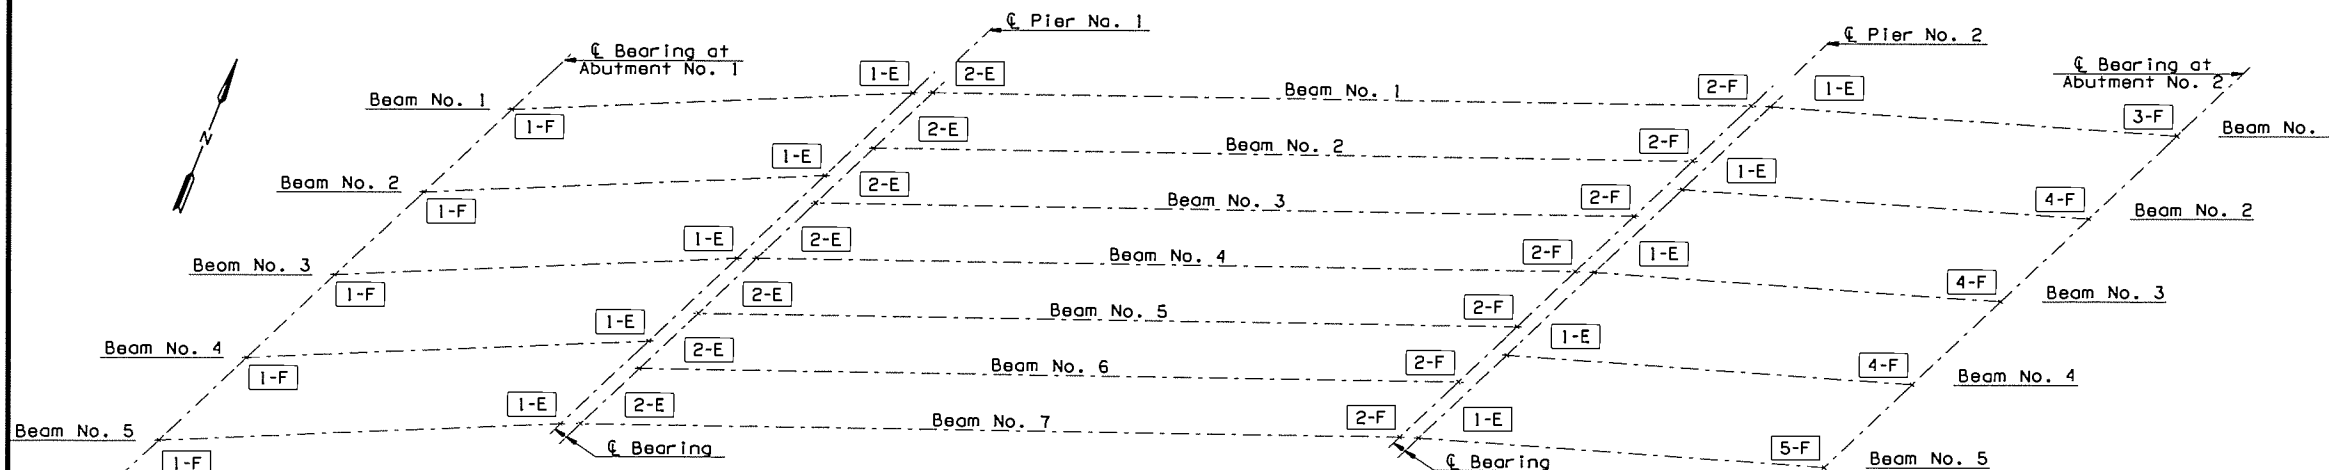 ℄ Pier Na. 1
℄ Pier No. 2
℄ Bearing at
Abutment No. 1
℄ Bearing at
Abutment No. 2
N
1-E
2-E
Beam No. 1
1-F
Beam No. 1
2-F
1-E
3-F
Beam No.
2-E
1-E
Beam No. 2
2-F
1-E
Beam No. 2
1-F
2-E
Beam No. 3
2-F
4-F
Beam No. 2
1-E
2-E
Beam No. 4
2-F
1-E
Beom No. 3
1-F
2-E
Beam No. 5
2-F
4-F
Beam No. 3
1-E
2-E
Beam No. 6
2-F
1-E
Beam No. 4
1-F
4-F
Beam No. 4
1-E
2-E
Beam No. 7
2-F
1-E
Beam No. 5
1-F
℄ Bearing
℄ Bearing
5-F
Beam No. 5